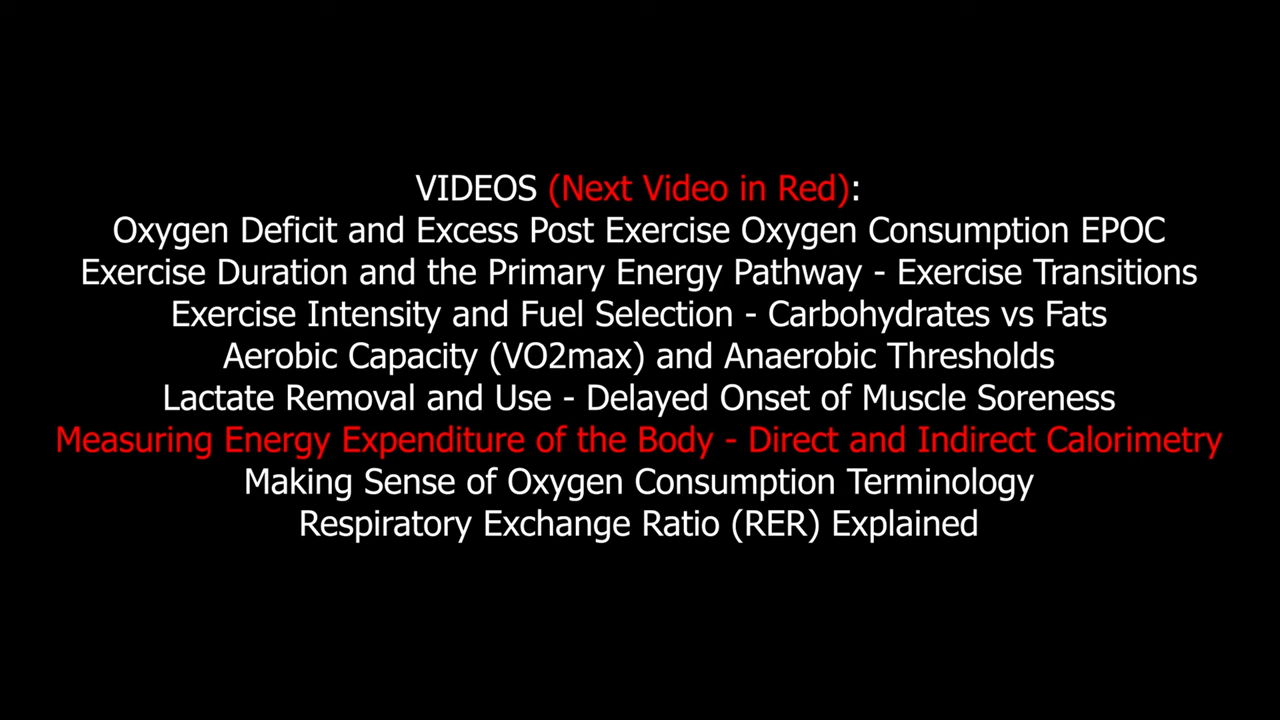 VIDEOS (Next Video in Red):
Oxygen Deficit and Excess Post Exercise Oxygen Consumption EPOC
Exercise Duration and the Primary Energy Pathway - Exercise Transitions
Exercise Intensity and Fuel Selection - Carbohydrates vs Fats
Aerobic Capacity (VO2max) and Anaerobic Thresholds
Lactate Removal and Use - Delayed Onset of Muscle Soreness
Measuring Energy Expenditure of the Body - Direct and Indirect Calorimetry
Making Sense of Oxygen Consumption Terminology
Respiratory Exchange Ratio (RER) Explained